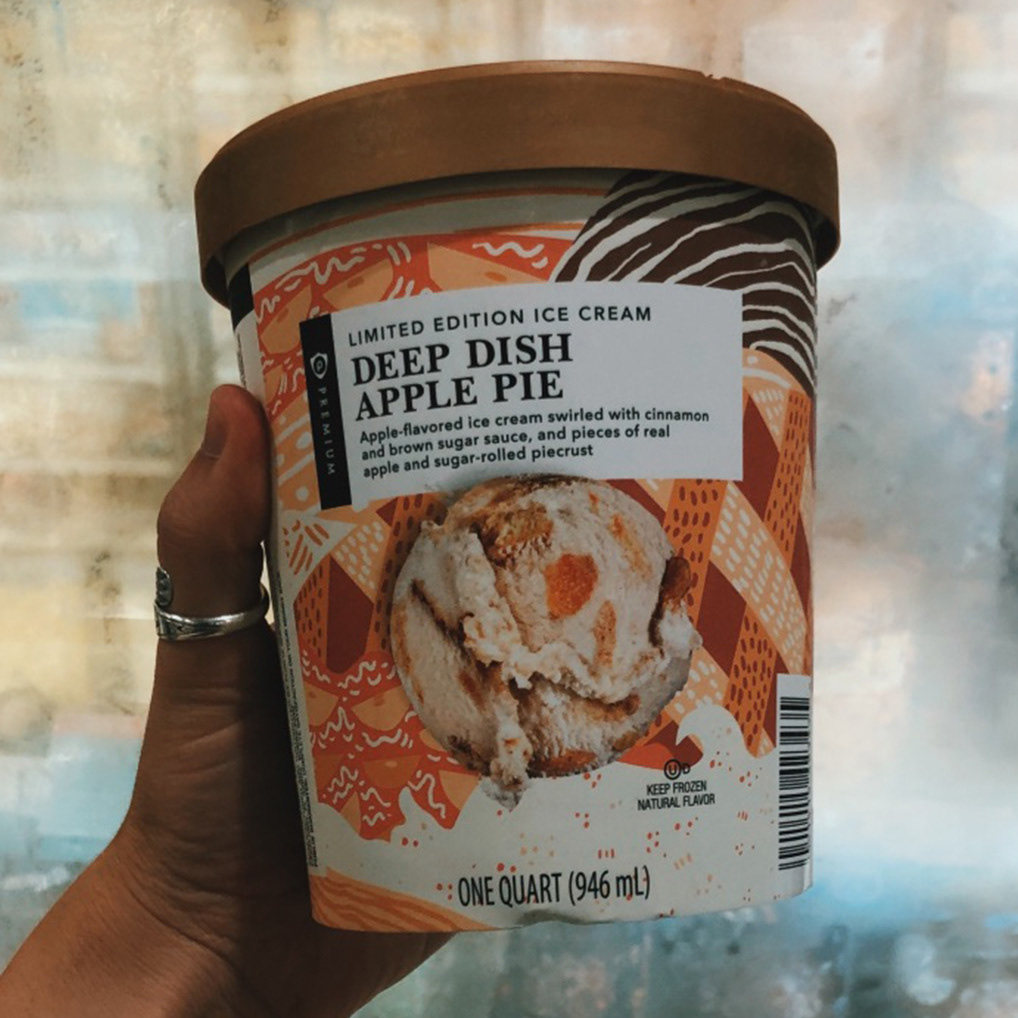 LIMITED EDITION ICE CREAM
DEEP DISH
APPLE PIE
Apple-flavored ice cream swirled with cinnamon
and brown sugar sauce, and pieces of real
apple and sugar-rolled piecrust
PREMIUM
UD
KEEP FROZEN
NATURAL FLAVOR
ONE QUART (946 mL)